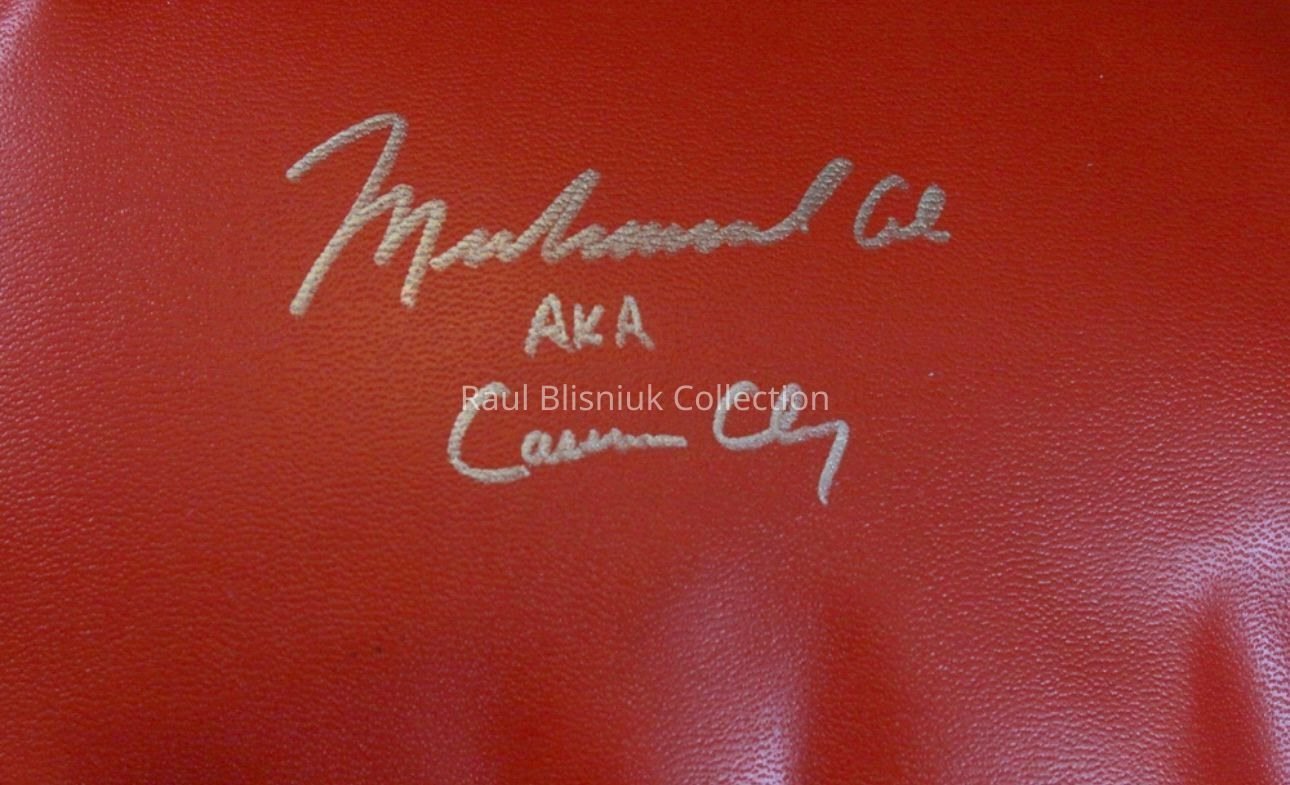 Muhammad Ali
AKA
Raul Blisniuk Collection
Cassius Clay